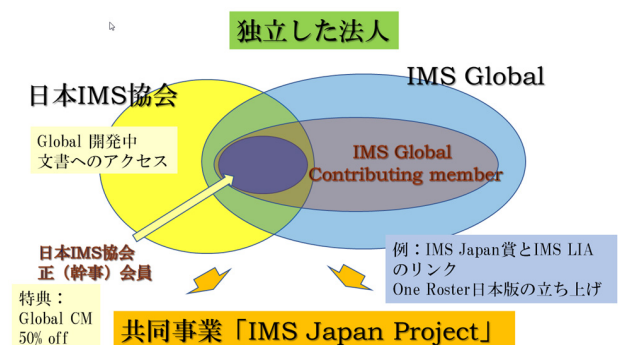 独立した法人
IMS Global
日本IMS協会
Global 開発中
文書へのアクセス
IMS Global
Contributing member
日本IMS協会
正（幹事）会員
例：IMS Japan賞とIMS LIA
のリンク
One Roster日本版の立ち上げ
特典：
Global CM
50% off
共同事業「IMS Japan Project」